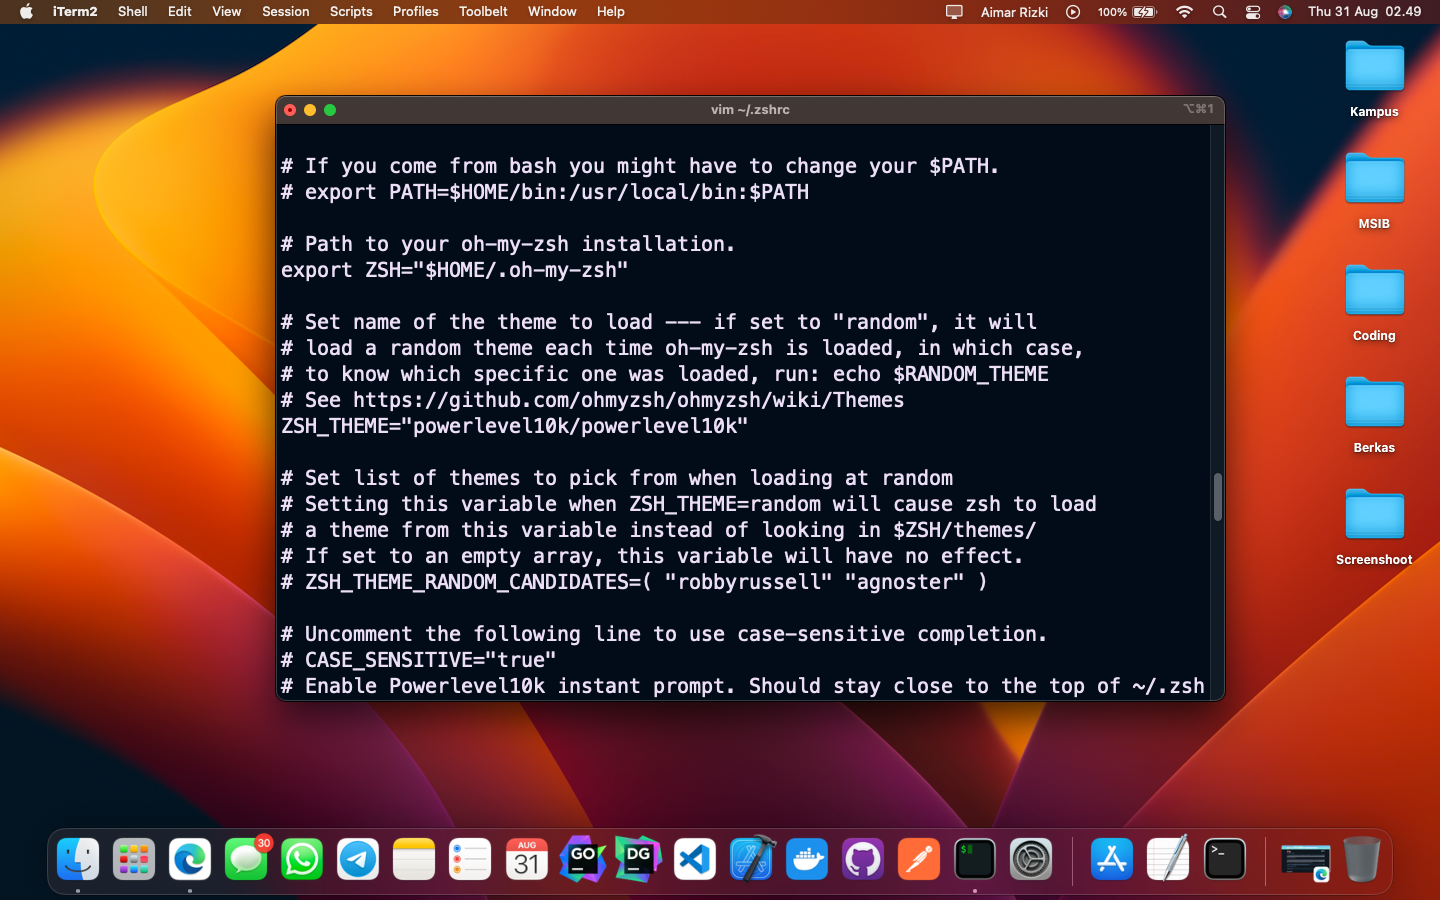 iTerm2 Shell Edit View Session Scripts Profiles Toolbelt Window Help Aimar Rizki 100% Thu 31 Aug 02.49
vim ~/.zshrc
⌥⌘1
# If you come from bash you might have to change your $PATH.
# export PATH=$HOME/bin:/usr/local/bin:$PATH
# Path to your oh-my-zsh installation.
export ZSH="$HOME/.oh-my-zsh"
# Set name of the theme to load --- if set to "random", it will
# load a random theme each time oh-my-zsh is loaded, in which case,
# to know which specific one was loaded, run: echo $RANDOM_THEME
# See https://github.com/ohmyzsh/ohmyzsh/wiki/Themes
ZSH_THEME="powerlevel10k/powerlevel10k"
# Set list of themes to pick from when loading at random
# Setting this variable when ZSH_THEME=random will cause zsh to load
# a theme from this variable instead of looking in $ZSH/themes/
# If set to an empty array, this variable will have no effect.
# ZSH_THEME_RANDOM_CANDIDATES=( "robbyrussell" "agnoster" )
# Uncomment the following line to use case-sensitive completion.
# CASE_SENSITIVE="true"
# Enable Powerlevel10k instant prompt. Should stay close to the top of ~/.zsh
Kampus
MSIB
Coding
Berkas
Screenshoot
30
AUG
31
GO
DG
$
>_